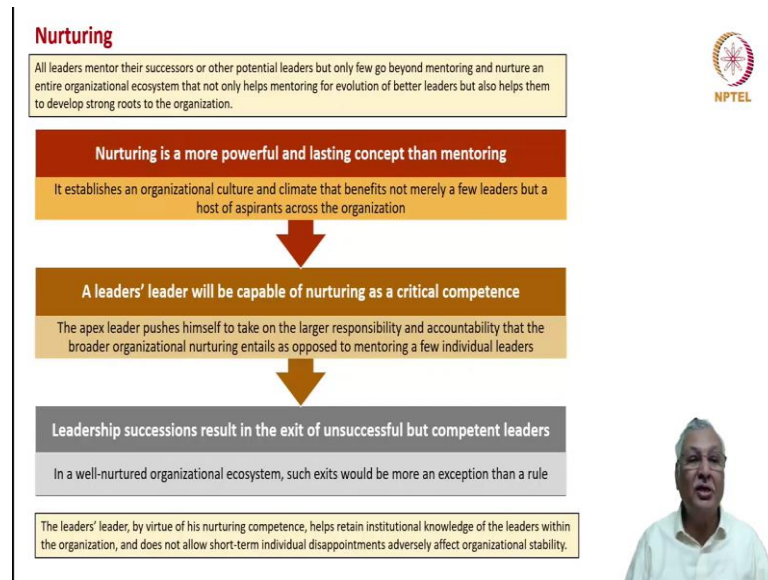 Nurturing
All leaders mentor their successors or other potential leaders but only few go beyond mentoring and nurture an
entire organizational ecosystem that not only helps mentoring for evolution of better leaders but also helps them
to develop strong roots to the organization.
NPTEL
Nurturing is a more powerful and lasting concept than mentoring
It establishes an organizational culture and climate that benefits not merely a few leaders but a
host of aspirants across the organization
A leaders’ leader will be capable of nurturing as a critical competence
The apex leader pushes himself to take on the larger responsibility and accountability that the
broader organizational nurturing entails as opposed to mentoring a few individual leaders
Leadership successions result in the exit of unsuccessful but competent leaders
In a well-nurtured organizational ecosystem, such exits would be more an exception than a rule
The leaders’ leader, by virtue of his nurturing competence, helps retain institutional knowledge of the leaders within
the organization, and does not allow short-term individual disappointments adversely affect organizational stability.